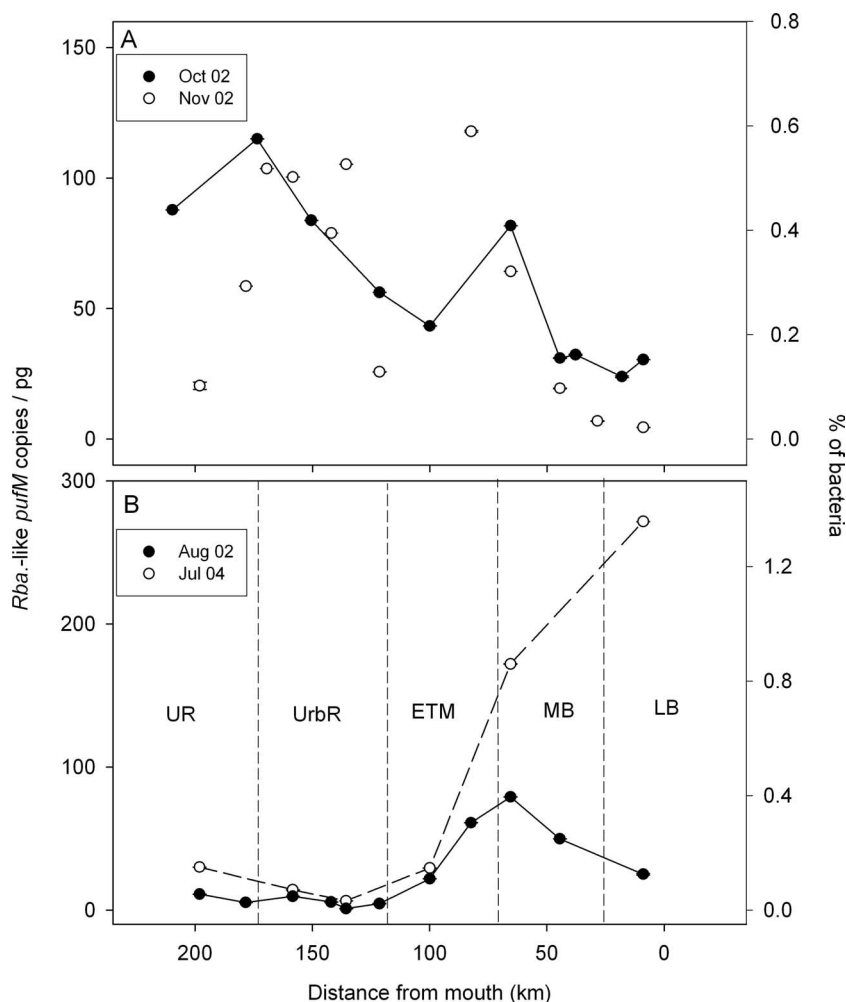 A
Oct 02
Nov 02
150
100
50
0
0.8
0.6
0.4
0.2
0.0
Rba.-like pufM copies / pg
% of bacteria
B
Aug 02
Jul 04
300
200
100
0
1.2
0.8
0.4
0.0
UR UrbR ETM MB LB
200 150 100 50 0
Distance from mouth (km)